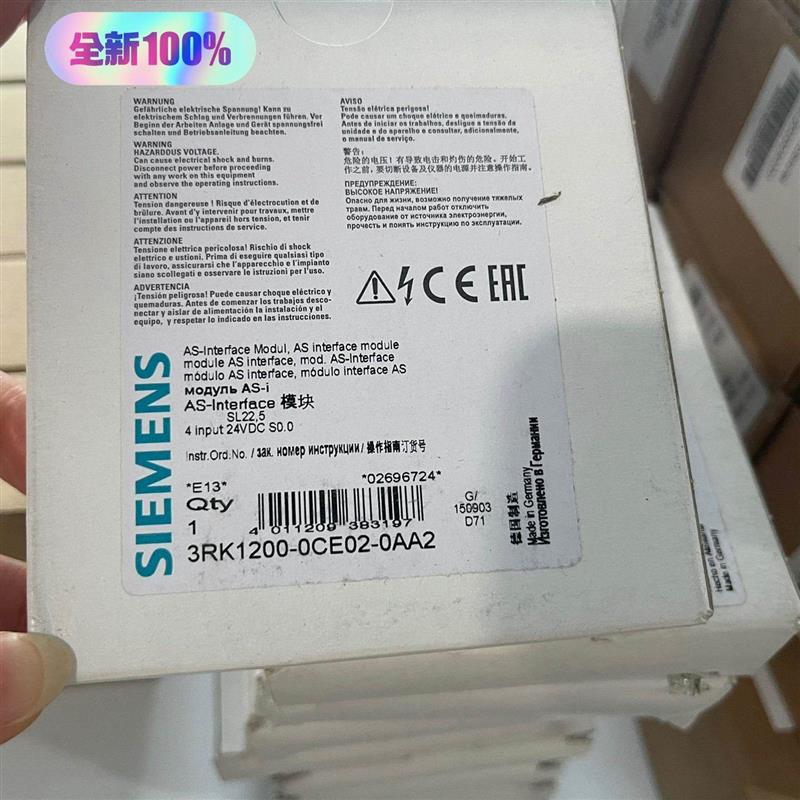 全新100%
WARNUNG
Gefährliche elektrische Spannung! Kann zu
elektrischem Schlag und Verbrennungen führen. Vor
Beginn der Arbeiten Anlage und Gerät spannungsfrei
schalten und Betriebsanleitung beachten.
WARNING
HAZARDOUS VOLTAGE.
Can cause electrical shock and burns.
Disconnect power before proceeding
with any work on this equipment
and observe the operating instructions.
ATTENTION
Tension dangereuse ! Risque d'électrocution et de
brûlure. Avant d'y intervenir pour travaux, mettre
l'installation ou l'appareil hors tension, et tenir
compte des instructions de service.
ATTENZIONE
Tensione elettrica pericolosa! Rischio di shock
elettrico e ustioni. Prima di eseguire qualsiasi tipo
di lavoro, assicurarsi che l'apparecchio e l'impianto
siano scollegati e osservare le istruzioni per l'uso.
ADVERTENCIA
¡Tensión peligrosa! Puede causar choque eléctrico y
quemaduras. Antes de comenzar los trabajos desco-
nectar y aislar de alimentación la instalación y el
equipo, y respetar lo indicado en las instrucciones.
AVISO
Tensão elétrica perigosa!
Pode causar um choque elétrico e queimaduras.
Antes de iniciar os trabalhos, desligue a tensão da
unidade e do aparelho e consultar, adicionalmente,
o manual de serviço.
警告:
危险的电压!有导致电击和灼伤的危险。开始工
作之前,要切断设备及仪器的电源并注意操作指南。
ПРЕДУПРЕЖДЕНИЕ:
ВЫСОКОЕ НАПРЯЖЕНИЕ!
Опасно для жизни, возможно получение тяжелых
травм. Перед началом работ отключить
оборудование от источника электроэнергии,
прочесть и понять инструкцию по эксплуатации.
CE EAC
SIEMENS
AS-Interface Modul, AS interface module
module AS interface, mod. AS-Interface
módulo AS interface, módulo interface AS
модуль AS-i
AS-Interface 模块
SL22,5
4 input 24VDC S0.0
Instr.Ord.No. / зак. номер инструкции / 操作指南订货号
*E13*
*02696724*
Qty
1
4 011209 383197
G/
150903
D71
3RK1200-0CE02-0AA2
德国制造
Made in Germany
Изготовлено в Германии
Hecho en Alemania
Made in Germany